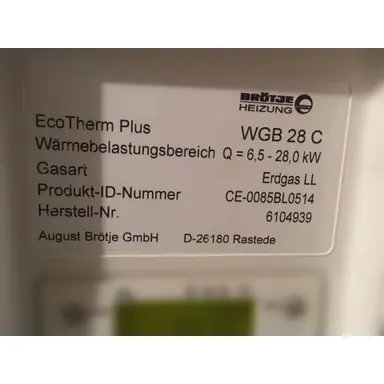 BRÖTJE
HEIZUNG
EcoTherm Plus WGB 28 C
Wärmebelastungsbereich Q = 6,5 - 28,0 kW
Gasart Erdgas LL
Produkt-ID-Nummer CE-0085BL0514
Herstell-Nr. 6104939
August Brötje GmbH D-26180 Rastede